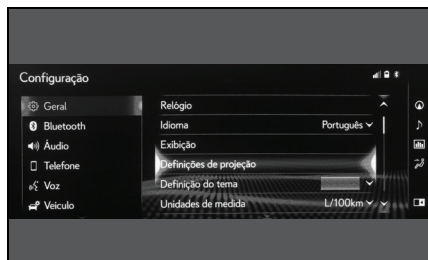 Configuração
Geral
Bluetooth
Áudio
Telefone
Voz
Veículo
Relógio
Idioma Português
Exibição
Definições de projeção
Definição do tema
Unidades de medida L/100km